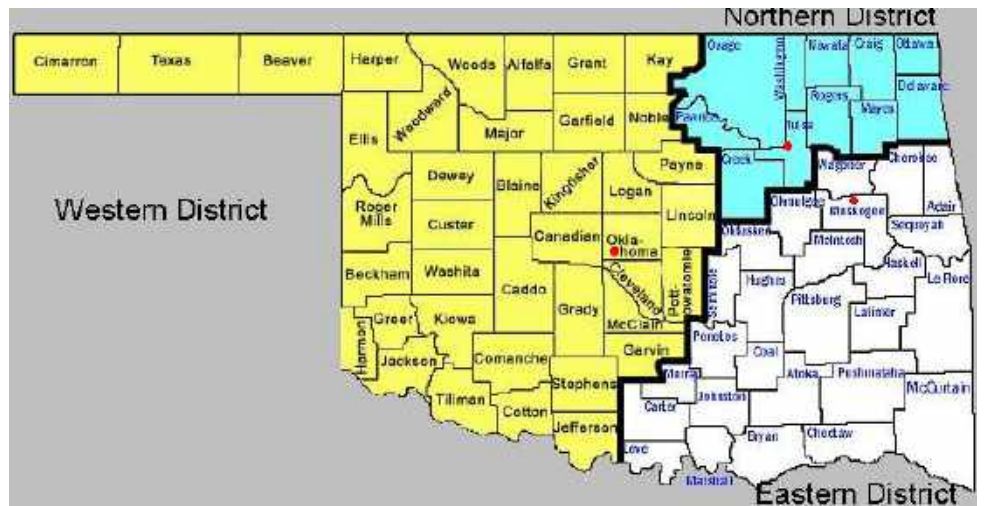 Northern District
Cimarron
Texas
Beaver
Harper
Woods
Alfalfa
Grant
Kay
Osage
Washington
Nowata
Craig
Ottawa
Woodward
Ellis
Major
Garfield
Noble
Pawnee
Rogers
Mayes
Delaware
Tulsa
Creek
Dewey
Blaine
Kingfisher
Logan
Payne
Wagoner
Cherokee
Western District
Roger
Mills
Custer
Canadian
Okla-
homa
Lincoln
Okmulgee
Muskogee
Adair
Sequoyah
Okfuskee
McIntosh
Beckham
Washita
Caddo
Grady
Cleveland
Pott-
owatomie
Seminole
Hughes
Haskell
Le Flore
Pittsburg
Latimer
Harmon
Greer
Kiowa
McClain
Garvin
Jackson
Comanche
Stephens
Coal
Murray
Atoka
Pushmataha
McCurtain
Tillman
Cotton
Jefferson
Carter
Johnston
Bryan
Choctaw
Love
Marshall
Eastern District